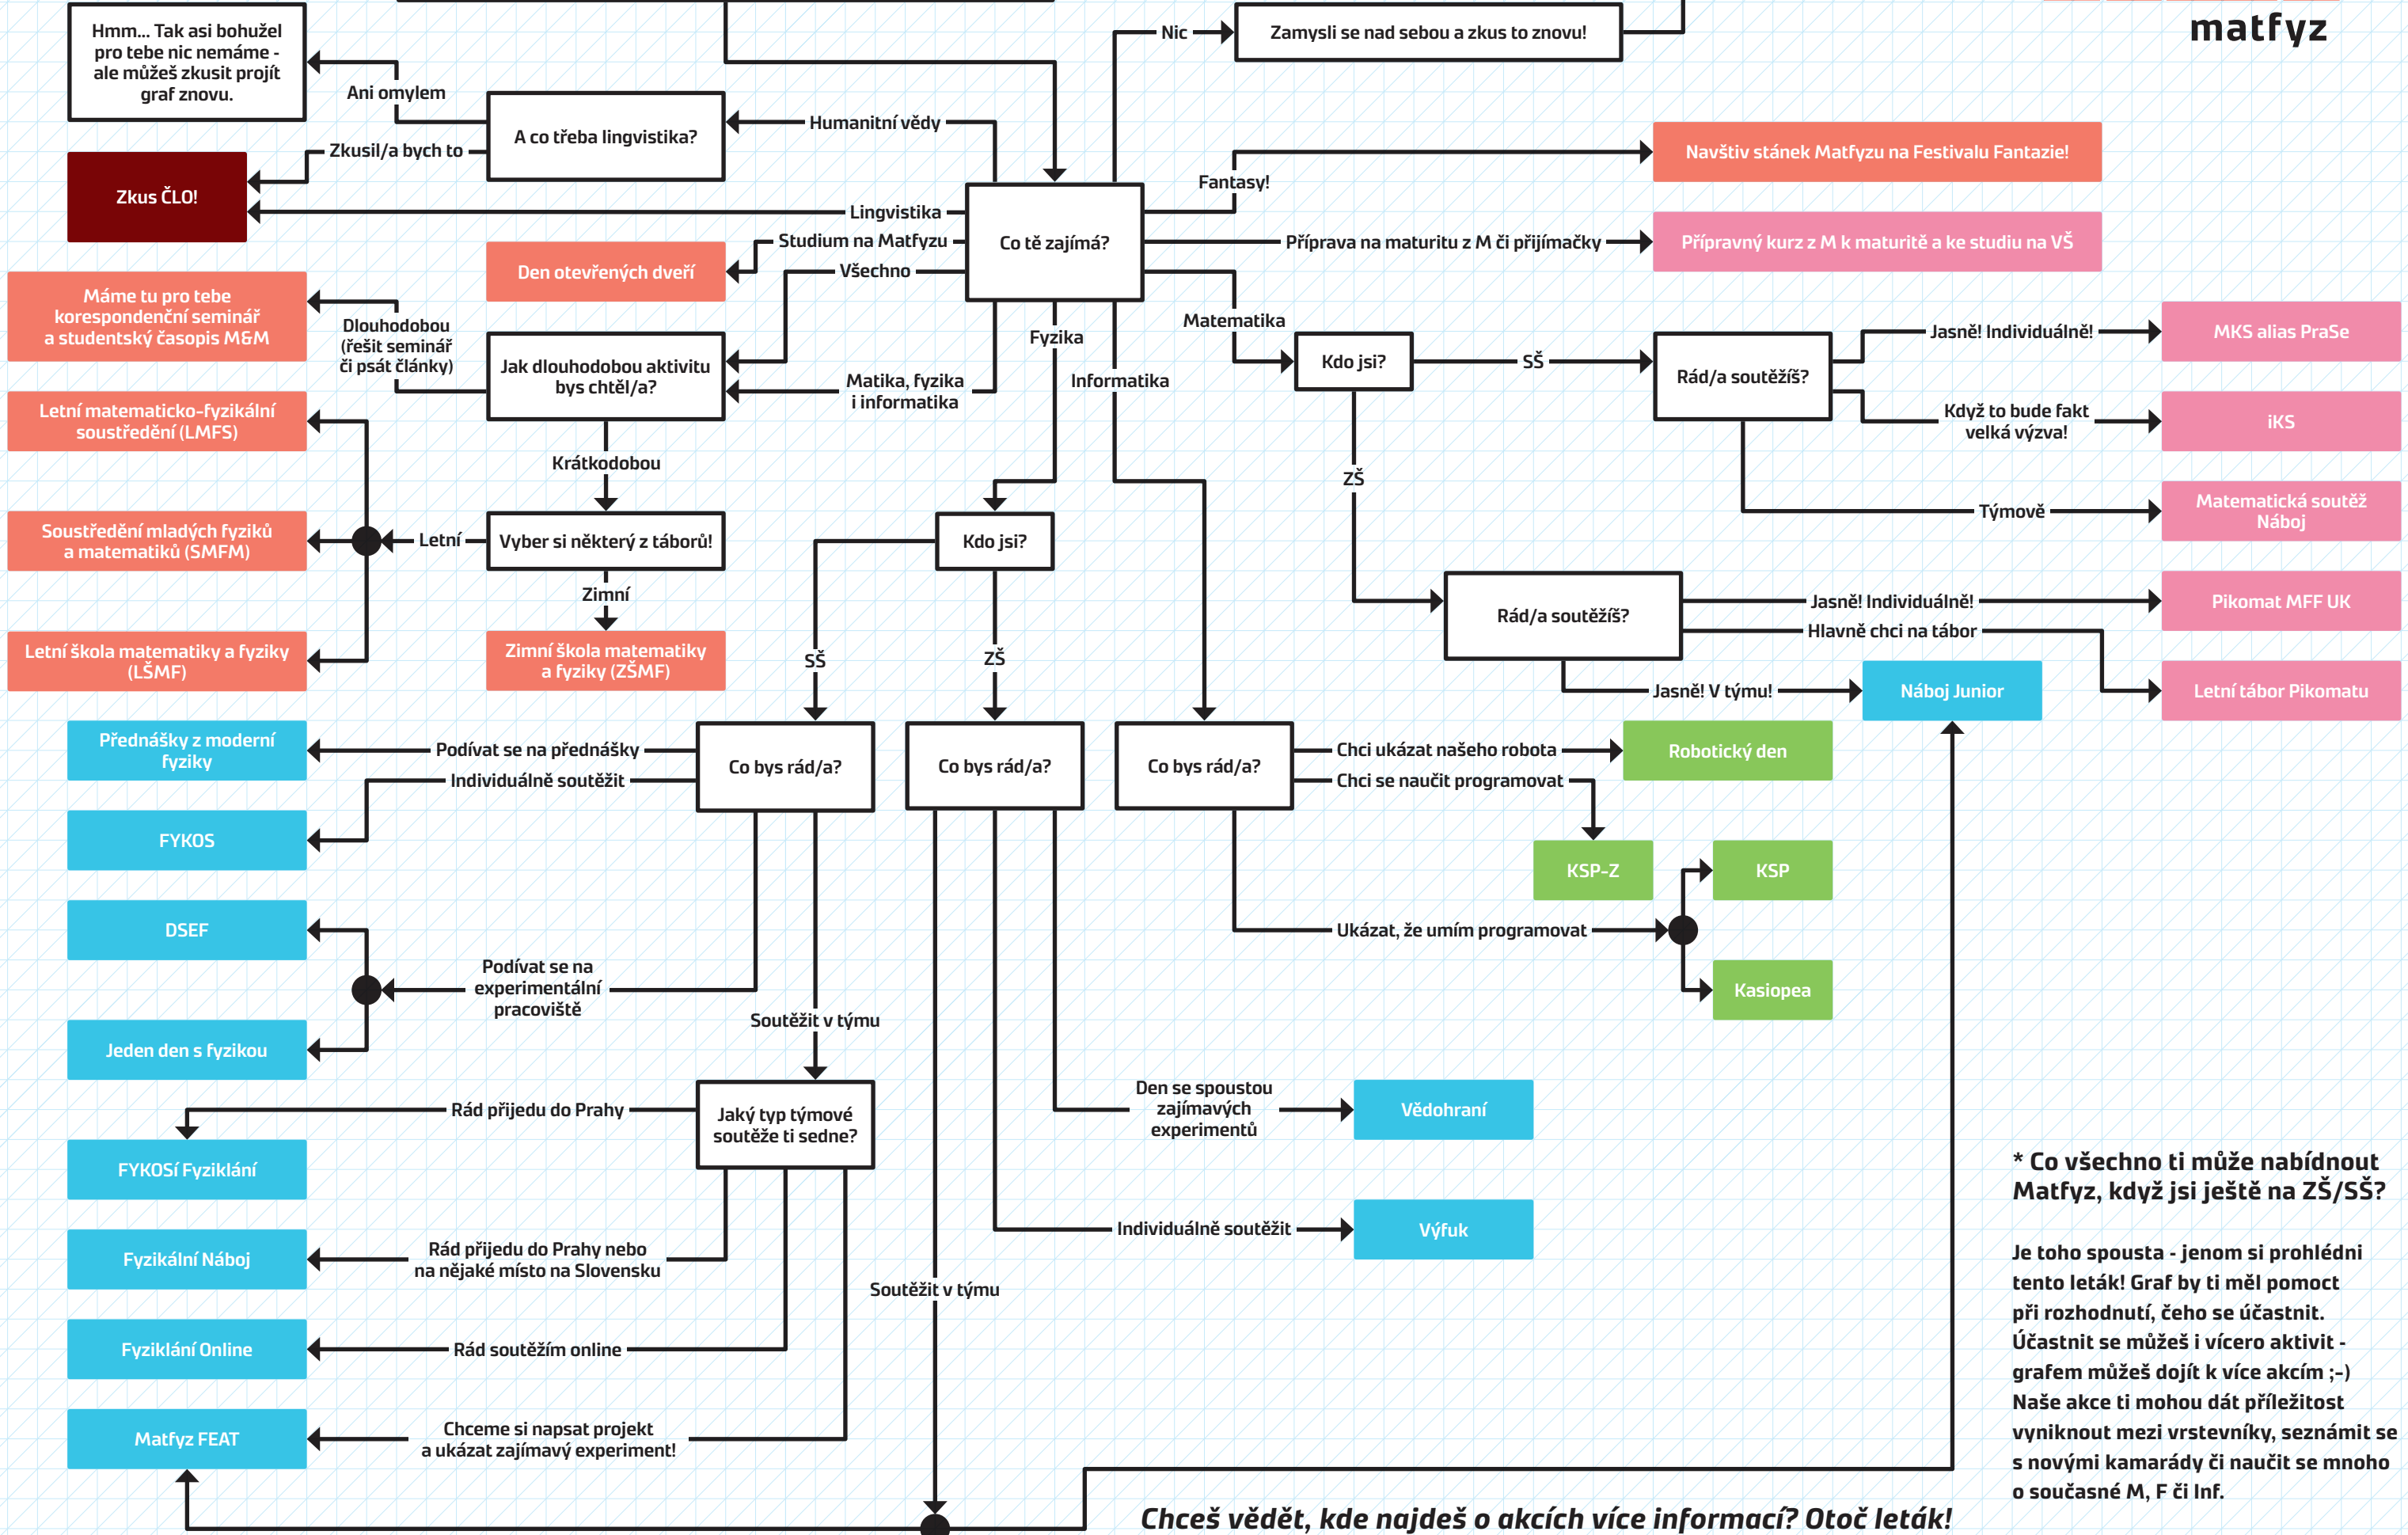 matfyz
Hmm... Tak asi bohužel
pro tebe nic nemáme -
ale můžeš zkusit projít
graf znovu.
Nic
Zamysli se nad sebou a zkus to znovu!
Ani omylem
A co třeba lingvistika?
Humanitní vědy
Zkusil/a bych to
Zkus ČLO!
Fantasy!
Navštiv stánek Matfyzu na Festivalu Fantazie!
Lingvistika
Co tě zajímá?
Studium na Matfyzu
Příprava na maturitu z M či přijímačky
Přípravný kurz z M k maturitě a ke studiu na VŠ
Den otevřených dveří
Všechno
Máme tu pro tebe
korespondenční seminář
a studentský časopis M&M
Dlouhodobou
(řešit seminář
či psát články)
Jak dlouhodobou aktivitu
bys chtěl/a?
Matika, fyzika
i informatika
Fyzika
Informatika
Matematika
Kdo jsi?
SŠ
Rád/a soutěžíš?
Jasně! Individuálně!
MKS alias PraSe
Když to bude fakt
velká výzva!
iKS
Týmově
Matematická soutěž
Náboj
Letní matematicko-fyzikální
soustředění (LMFS)
Krátkodobou
ZŠ
Soustředění mladých fyziků
a matematiků (SMFM)
Letní
Vyber si některý z táborů!
Kdo jsi?
Zimní
Rád/a soutěžíš?
Jasně! Individuálně!
Pikomat MFF UK
Hlavně chci na tábor
Letní škola matematiky a fyziky
(LŠMF)
Zimní škola matematiky
a fyziky (ZŠMF)
SŠ
ZŠ
Jasně! V týmu!
Náboj Junior
Letní tábor Pikomatu
Přednášky z moderní
fyziky
Podívat se na přednášky
Individuálně soutěžit
Co bys rád/a?
Co bys rád/a?
Co bys rád/a?
Chci ukázat našeho robota
Robotický den
Chci se naučit programovat
FYKOS
KSP-Z
KSP
DSEF
Ukázat, že umím programovat
Podívat se na
experimentální
pracoviště
Kasiopea
Soutěžit v týmu
Jeden den s fyzikou
Rád přijedu do Prahy
Jaký typ týmové
soutěže ti sedne?
Den se spoustou
zajímavých
experimentů
Vědohraní
FYKOSí Fyziklání
Individuálně soutěžit
Výfuk
Fyzikální Náboj
Rád přijedu do Prahy nebo
na nějaké místo na Slovensku
Soutěžit v týmu
Fyziklání Online
Rád soutěžím online
Matfyz FEAT
Chceme si napsat projekt
a ukázat zajímavý experiment!
* Co všechno ti může nabídnout
Matfyz, když jsi ještě na ZŠ/SŠ?
Je toho spousta - jenom si prohlédni
tento leták! Graf by ti měl pomoct
při rozhodnutí, čeho se účastnit.
Účastnit se můžeš i vícero aktivit -
grafem můžeš dojít k více akcím ;-)
Naše akce ti mohou dát příležitost
vyniknout mezi vrstevníky, seznámit se
s novými kamarády či naučit se mnoho
o současné M, F či Inf.
Chceš vědět, kde najdeš o akcích více informací? Otoč leták!